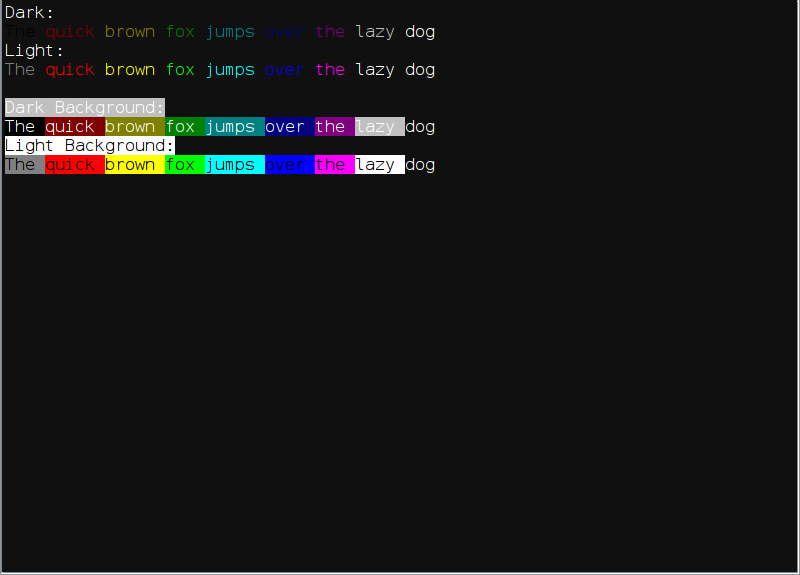 Dark:
The quick brown fox jumps over the lazy dog
Light:
The quick brown fox jumps over the lazy dog
Dark Background:
The quick brown fox jumps over the lazy dog
Light Background:
The quick brown fox jumps over the lazy dog